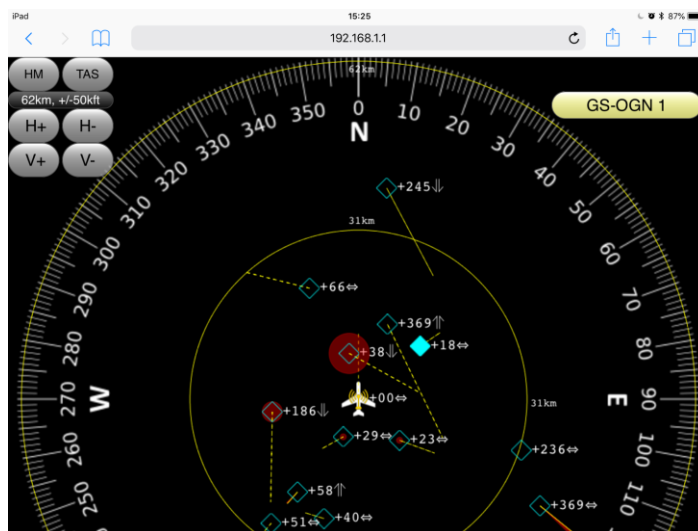 iPad 15:25 87%
192.168.1.1
HM TAS
62km, +/-50kft
H+ H-
V+ V-
GS-OGN 1
62km
350 0 10
340 20
330 30
320 40
310 50
300 60
290 70
280 80
270 90
260 100
250 110
N
W
E
+245⇓
31km
+66⇔
+369⇑
+18⇔
+38⇓
+00⇔
31km
+186⇓
+29⇔
+23⇔
+236⇔
+58⇑
+369⇔
+51⇔
+40⇔